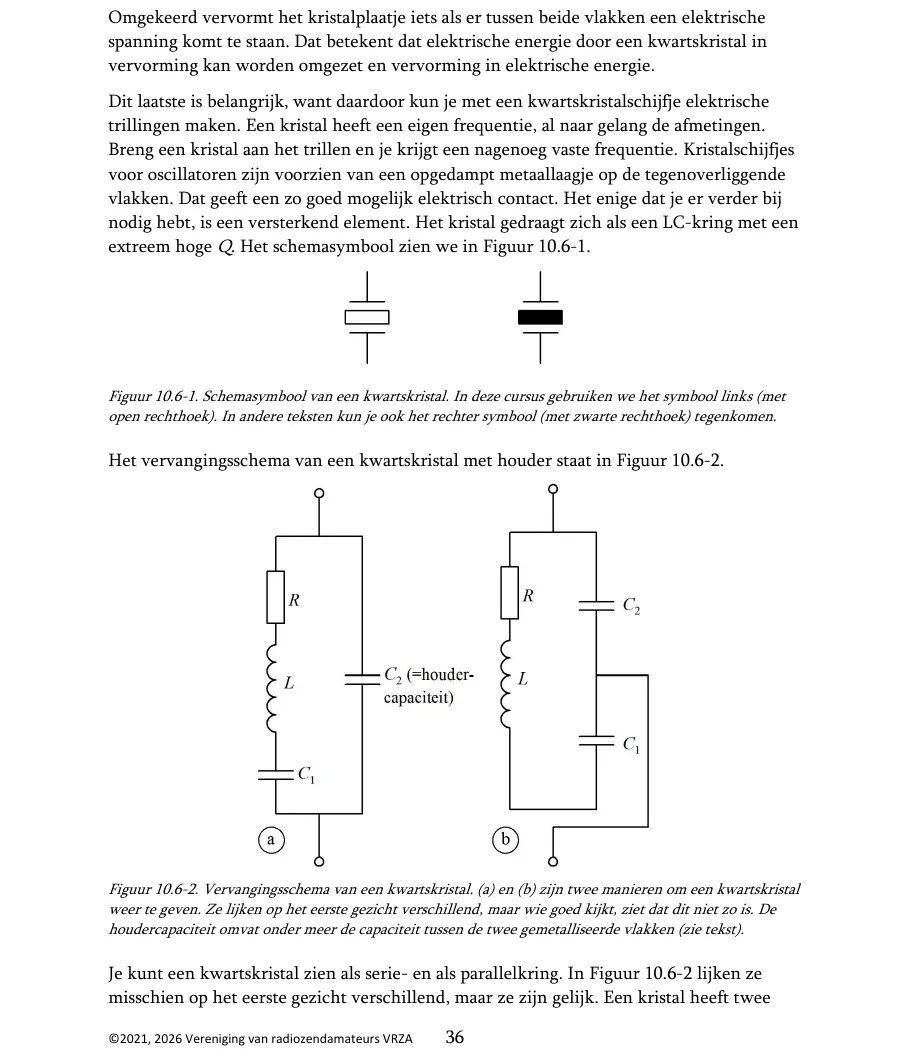 Omgekeerd vervormt het kristalplaatje iets als er tussen beide vlakken een elektrische
spanning komt te staan. Dat betekent dat elektrische energie door een kwartskristal in
vervorming kan worden omgezet en vervorming in elektrische energie.
Dit laatste is belangrijk, want daardoor kun je met een kwartskristalschijfje elektrische
trillingen maken. Een kristal heeft een eigen frequentie, al naar gelang de afmetingen.
Breng een kristal aan het trillen en je krijgt een nagenoeg vaste frequentie. Kristalschijfjes
voor oscillatoren zijn voorzien van een opgedampt metaallaagje op de tegenoverliggende
vlakken. Dat geeft een zo goed mogelijk elektrisch contact. Het enige dat je er verder bij
nodig hebt, is een versterkend element. Het kristal gedraagt zich als een LC-kring met een
extreem hoge Q. Het schemasymbool zien we in Figuur 10.6-1.
Figuur 10.6-1. Schemasymbool van een kwartskristal. In deze cursus gebruiken we het symbool links (met
open rechthoek). In andere teksten kun je ook het rechter symbool (met zwarte rechthoek) tegenkomen.
Het vervangingsschema van een kwartskristal met houder staat in Figuur 10.6-2.
R
L
C₂ (=houder-
capaciteit)
C₁
a
R
C₂
L
C₁
b
Figuur 10.6-2. Vervangingsschema van een kwartskristal. (a) en (b) zijn twee manieren om een kwartskristal
weer te geven. Ze lijken op het eerste gezicht verschillend, maar wie goed kijkt, ziet dat dit niet zo is. De
houdercapaciteit omvat onder meer de capaciteit tussen de twee gemetalliseerde vlakken (zie tekst).
Je kunt een kwartskristal zien als serie- en als parallelkring. In Figuur 10.6-2 lijken ze
misschien op het eerste gezicht verschillend, maar ze zijn gelijk. Een kristal heeft twee
©2021, 2026 Vereniging van radiozendamateurs VRZA 36